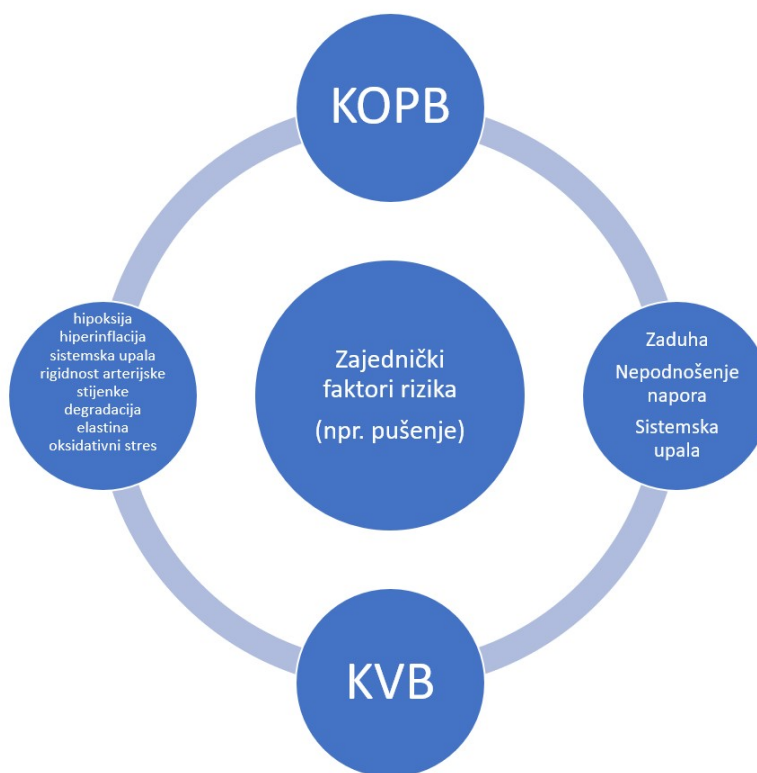 KOPB
hipoksija
hiperinflacija
sistemska upala
rigidnost arterijske
stijenke
degradacija
elastina
oksidativni stres
Zajednički
faktori rizika
(npr. pušenje)
Zaduha
Nepodnošenje
napora
Sistemska
upala
KVB